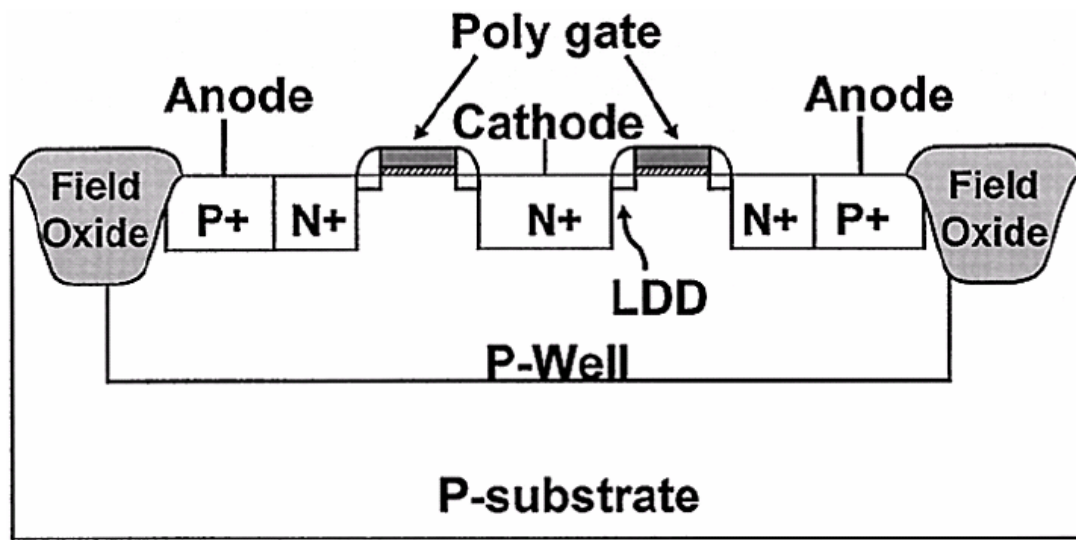 Poly gate
Anode
Cathode
Anode
Field
Oxide
P+
N+
N+
N+
P+
Field
Oxide
LDD
P-Well
P-substrate